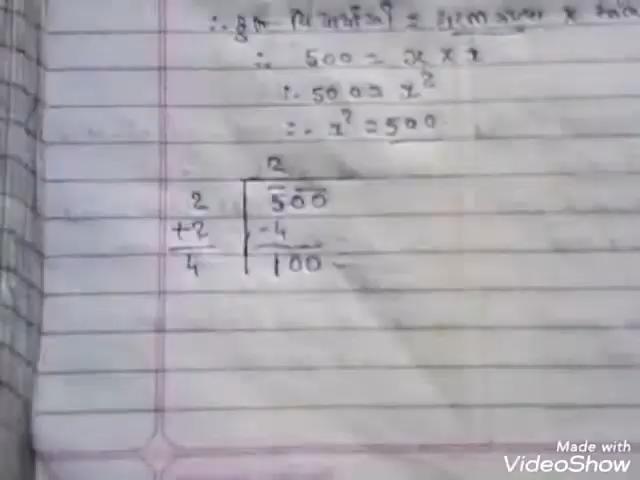 ∴ કુલ વિદ્યાર્થી = ×
∴ 500 = x × x
∴ 500 = x²
∴ x² = 500
2
2 500
+2 -4
4 100
Made with
VideoShow